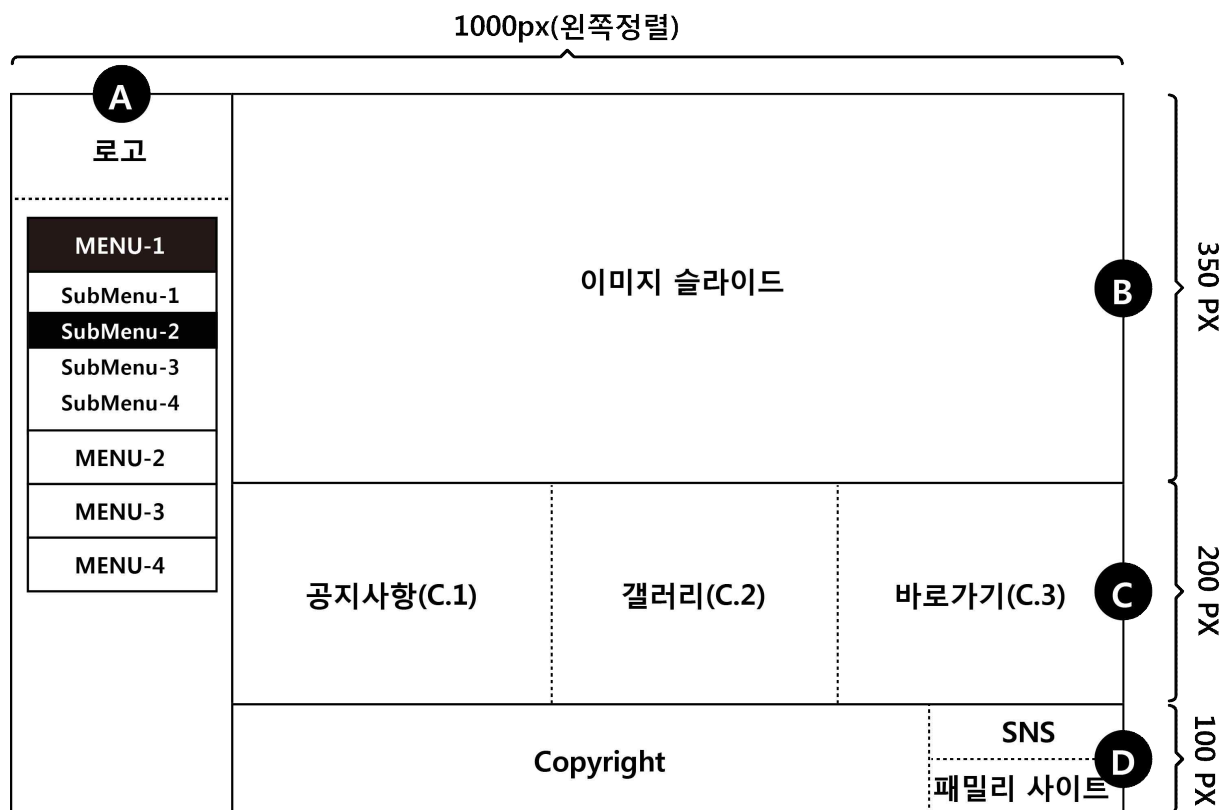 1000px(왼쪽정렬)
A
로고
MENU-1
SubMenu-1
SubMenu-2
SubMenu-3
SubMenu-4
MENU-2
MENU-3
MENU-4
이미지 슬라이드
B
350 PX
공지사항(C.1)
갤러리(C.2)
바로가기(C.3)
C
200 PX
Copyright
SNS
패밀리 사이트
D
100 PX